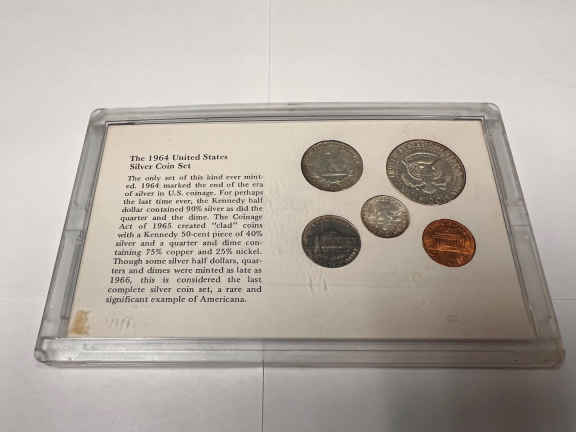 The 1964 United States
Silver Coin Set
The only set of this kind ever mint-
ed. 1964 marked the end of the era
of silver in U.S. coinage. For perhaps
the last time ever, the Kennedy half
dollar contained 90% silver as did the
quarter and the dime. The Coinage
Act of 1965 created "clad" coins
with a Kennedy 50-cent piece of 40%
silver and a quarter and dime con-
taining 75% copper and 25% nickel.
Though some silver half dollars, quar-
ters and dimes were minted as late as
1966, this is considered the last
complete silver coin set, a rare and
significant example of Americana.